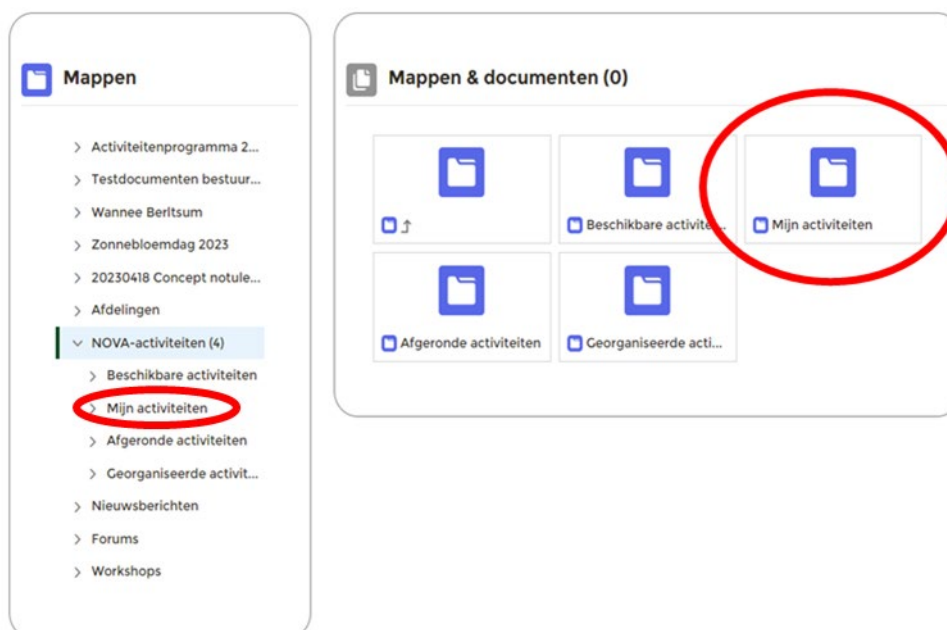 Mappen
Activiteitenprogramma 2...
Testdocumenten bestuur...
Wannee Berltsum
Zonnebloemdag 2023
20230418 Concept notule...
Afdelingen
NOVA-activiteiten (4)
Beschikbare activiteiten
Mijn activiteiten
Afgeronde activiteiten
Georganiseerde activit...
Nieuwsberichten
Forums
Workshops
Mappen & documenten (0)
Beschikbare activitei...
Mijn activiteiten
Afgeronde activiteiten
Georganiseerde acti...